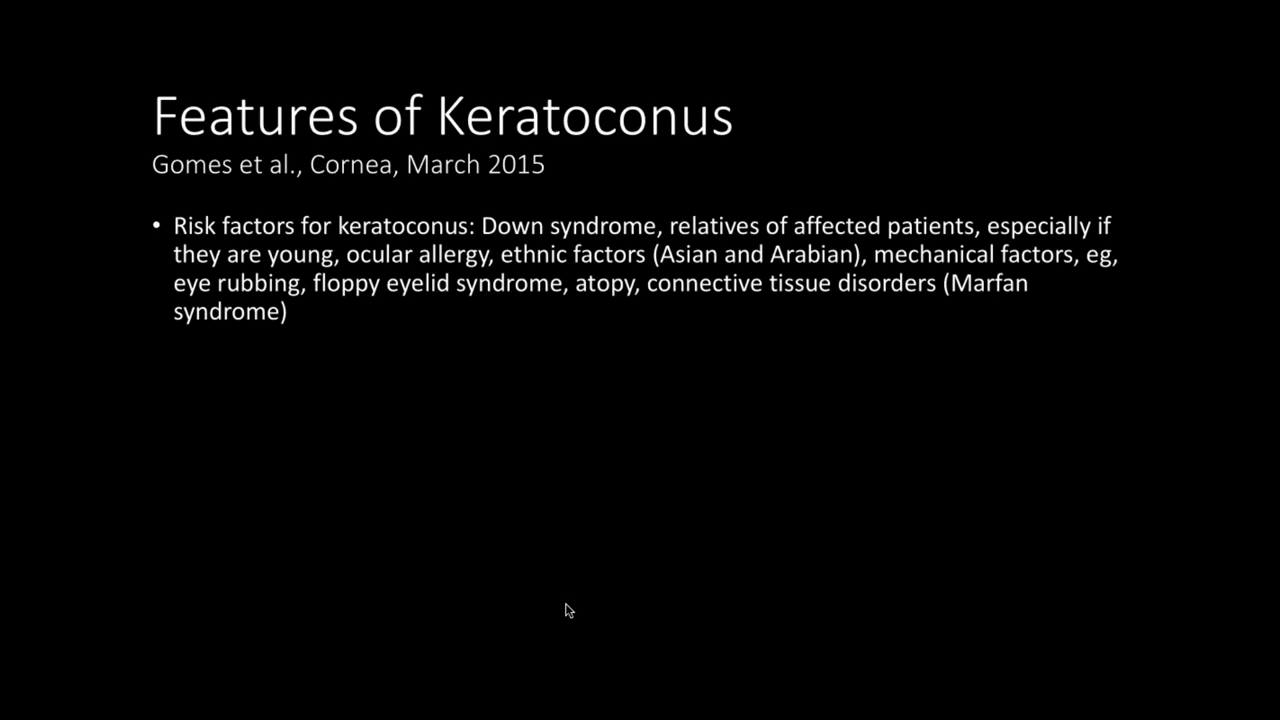 Features of Keratoconus
Gomes et al., Cornea, March 2015
• Risk factors for keratoconus: Down syndrome, relatives of affected patients, especially if
they are young, ocular allergy, ethnic factors (Asian and Arabian), mechanical factors, eg,
eye rubbing, floppy eyelid syndrome, atopy, connective tissue disorders (Marfan
syndrome)